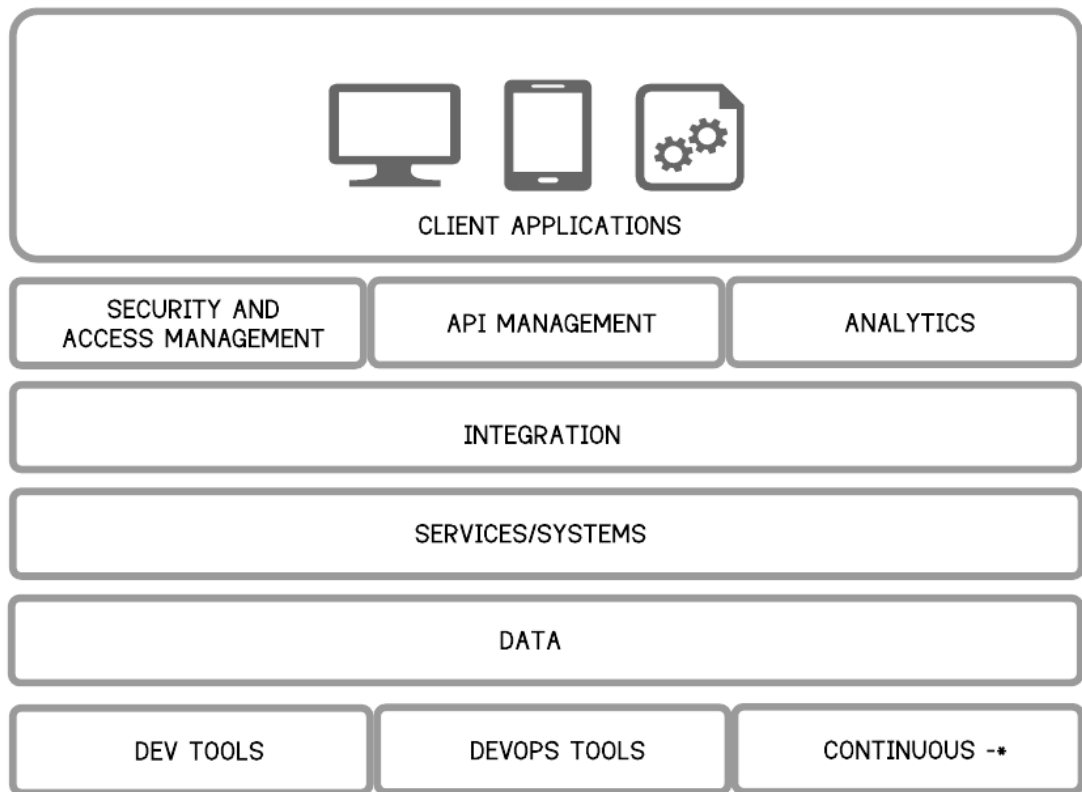 CLIENT APPLICATIONS
SECURITY AND
ACCESS MANAGEMENT
API MANAGEMENT
ANALYTICS
INTEGRATION
SERVICES/SYSTEMS
DATA
DEV TOOLS
DEVOPS TOOLS
CONTINUOUS -*